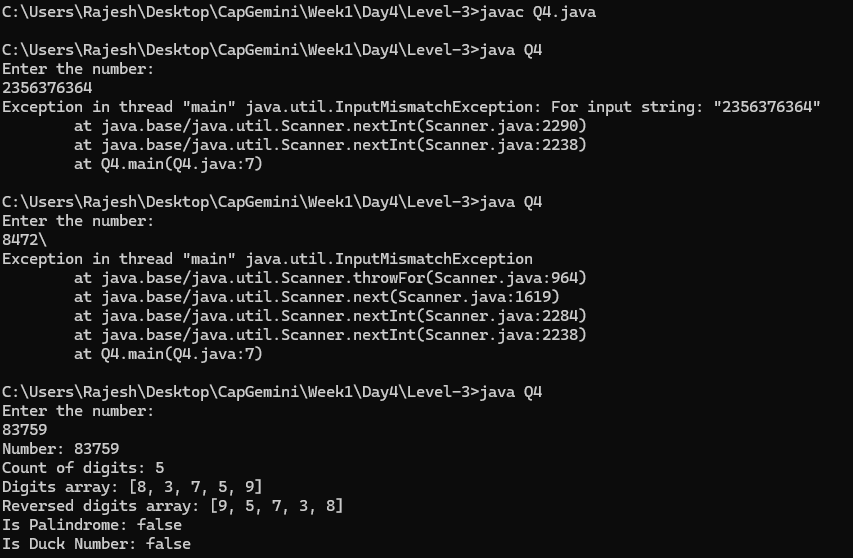 C:\Users\Rajesh\Desktop\CapGemini\Week1\Day4\Level-3>javac Q4.java
C:\Users\Rajesh\Desktop\CapGemini\Week1\Day4\Level-3>java Q4
Enter the number:
2356376364
Exception in thread "main" java.util.InputMismatchException: For input string: "2356376364"
        at java.base/java.util.Scanner.nextInt(Scanner.java:2290)
        at java.base/java.util.Scanner.nextInt(Scanner.java:2238)
        at Q4.main(Q4.java:7)
C:\Users\Rajesh\Desktop\CapGemini\Week1\Day4\Level-3>java Q4
Enter the number:
8472\
Exception in thread "main" java.util.InputMismatchException
        at java.base/java.util.Scanner.throwFor(Scanner.java:964)
        at java.base/java.util.Scanner.next(Scanner.java:1619)
        at java.base/java.util.Scanner.nextInt(Scanner.java:2284)
        at java.base/java.util.Scanner.nextInt(Scanner.java:2238)
        at Q4.main(Q4.java:7)
C:\Users\Rajesh\Desktop\CapGemini\Week1\Day4\Level-3>java Q4
Enter the number:
83759
Number: 83759
Count of digits: 5
Digits array: [8, 3, 7, 5, 9]
Reversed digits array: [9, 5, 7, 3, 8]
Is Palindrome: false
Is Duck Number: false